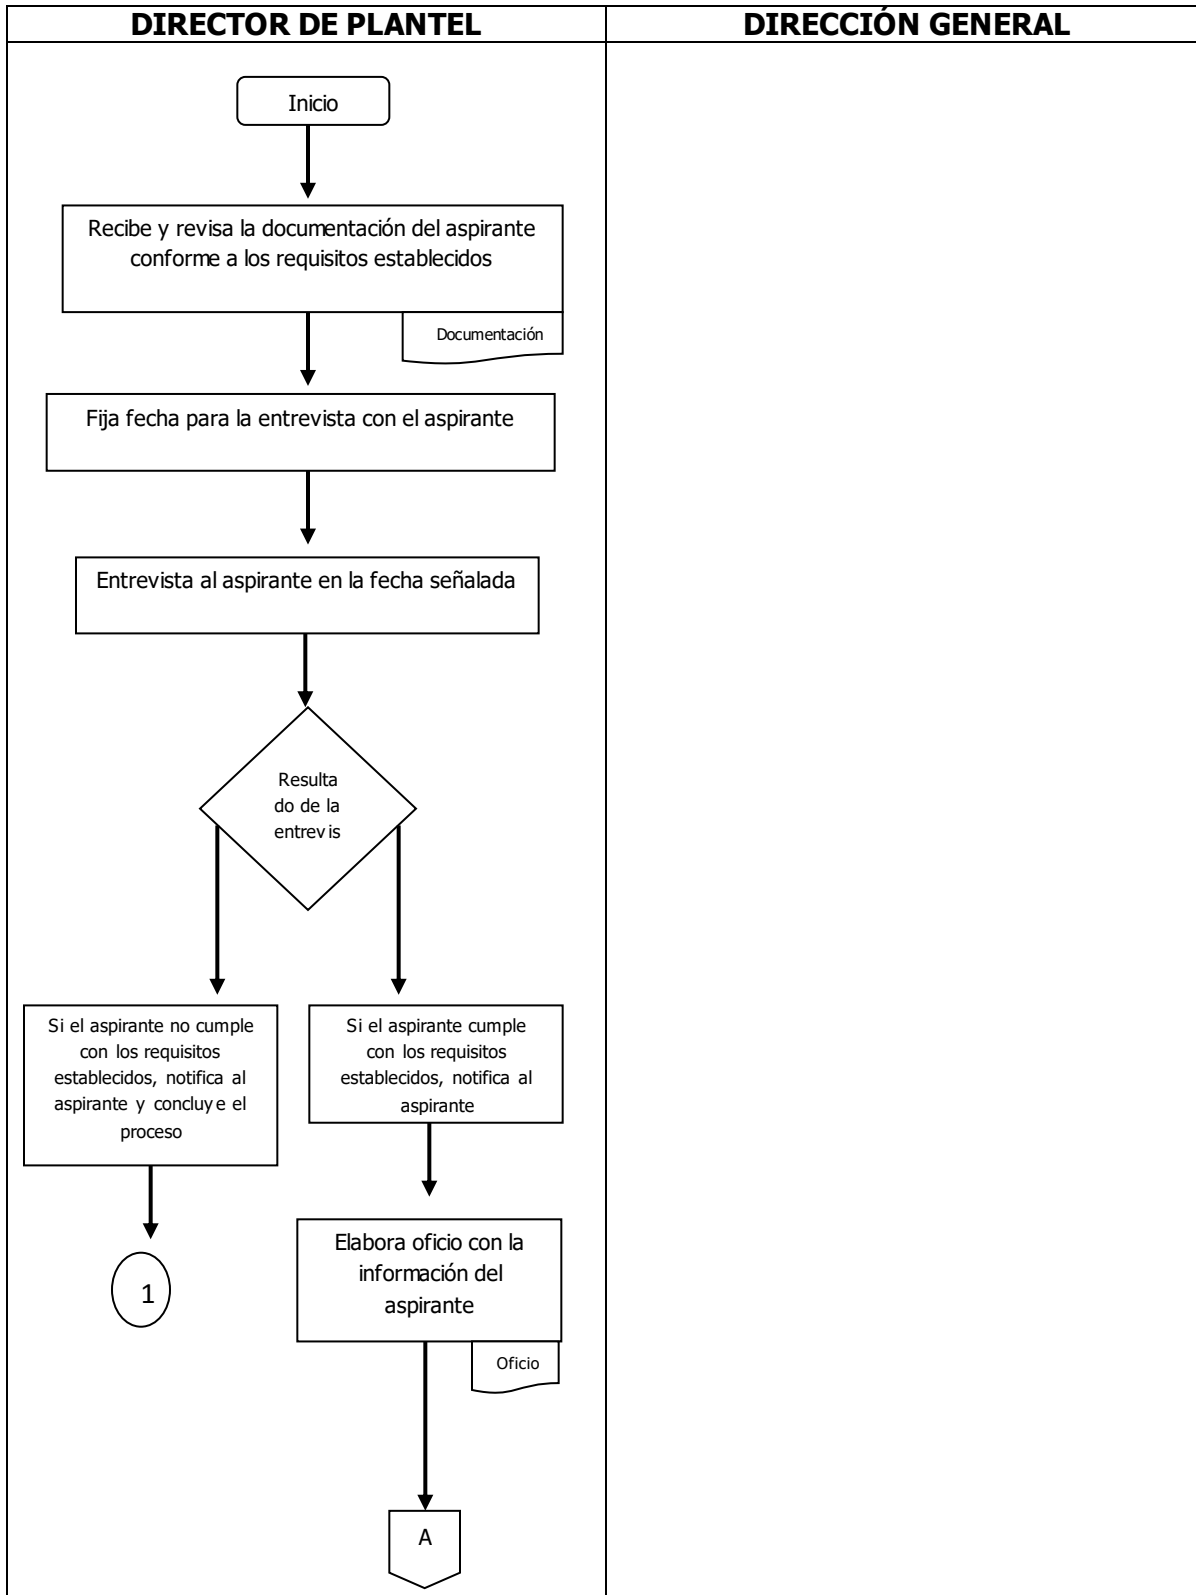 DIRECTOR DE PLANTEL
DIRECCIÓN GENERAL
Inicio
Recibe y revisa la documentación del aspirante
conforme a los requisitos establecidos
Documentación
Fija fecha para la entrevista con el aspirante
Entrevista al aspirante en la fecha señalada
Resulta
do de la
entrevis
Si el aspirante no cumple
con los requisitos
establecidos, notifica al
aspirante y concluye el
proceso
Si el aspirante cumple
con los requisitos
establecidos, notifica al
aspirante
Elabora oficio con la
información del
aspirante
1
Oficio
A